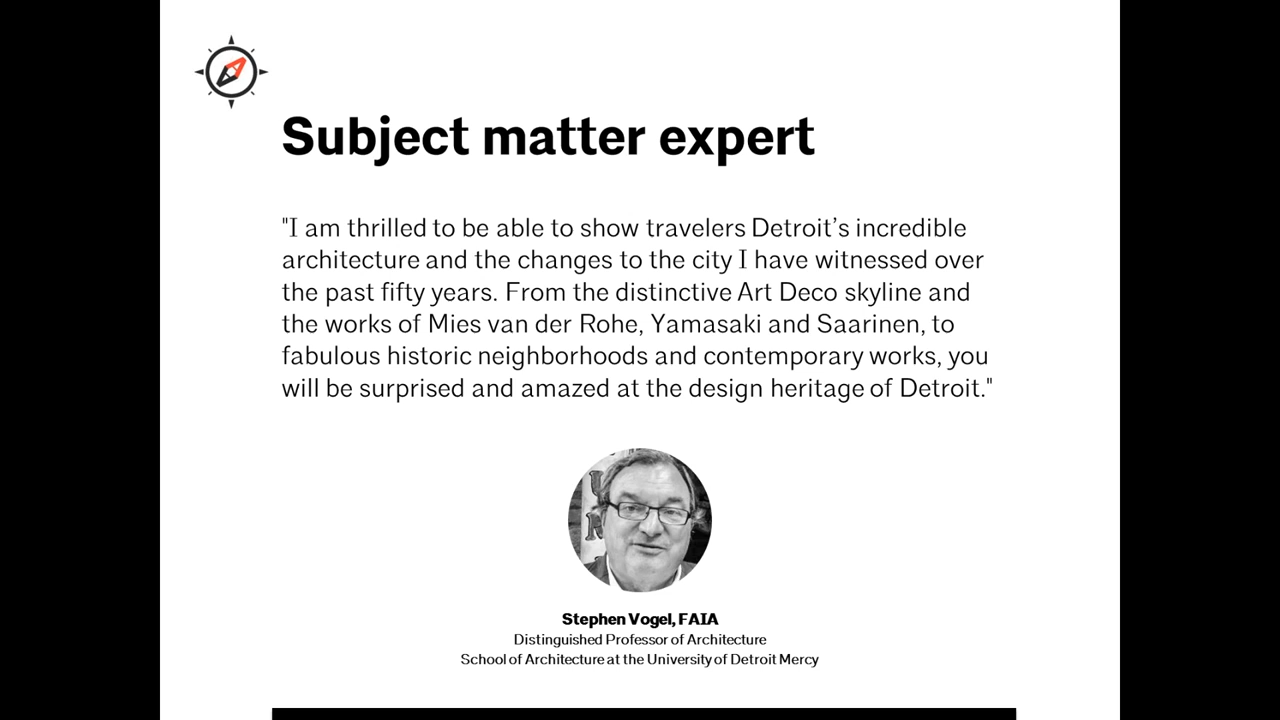 Subject matter expert
"I am thrilled to be able to show travelers Detroit’s incredible
architecture and the changes to the city I have witnessed over
the past fifty years. From the distinctive Art Deco skyline and
the works of Mies van der Rohe, Yamasaki and Saarinen, to
fabulous historic neighborhoods and contemporary works, you
will be surprised and amazed at the design heritage of Detroit."
Stephen Vogel, FAIA
Distinguished Professor of Architecture
School of Architecture at the University of Detroit Mercy